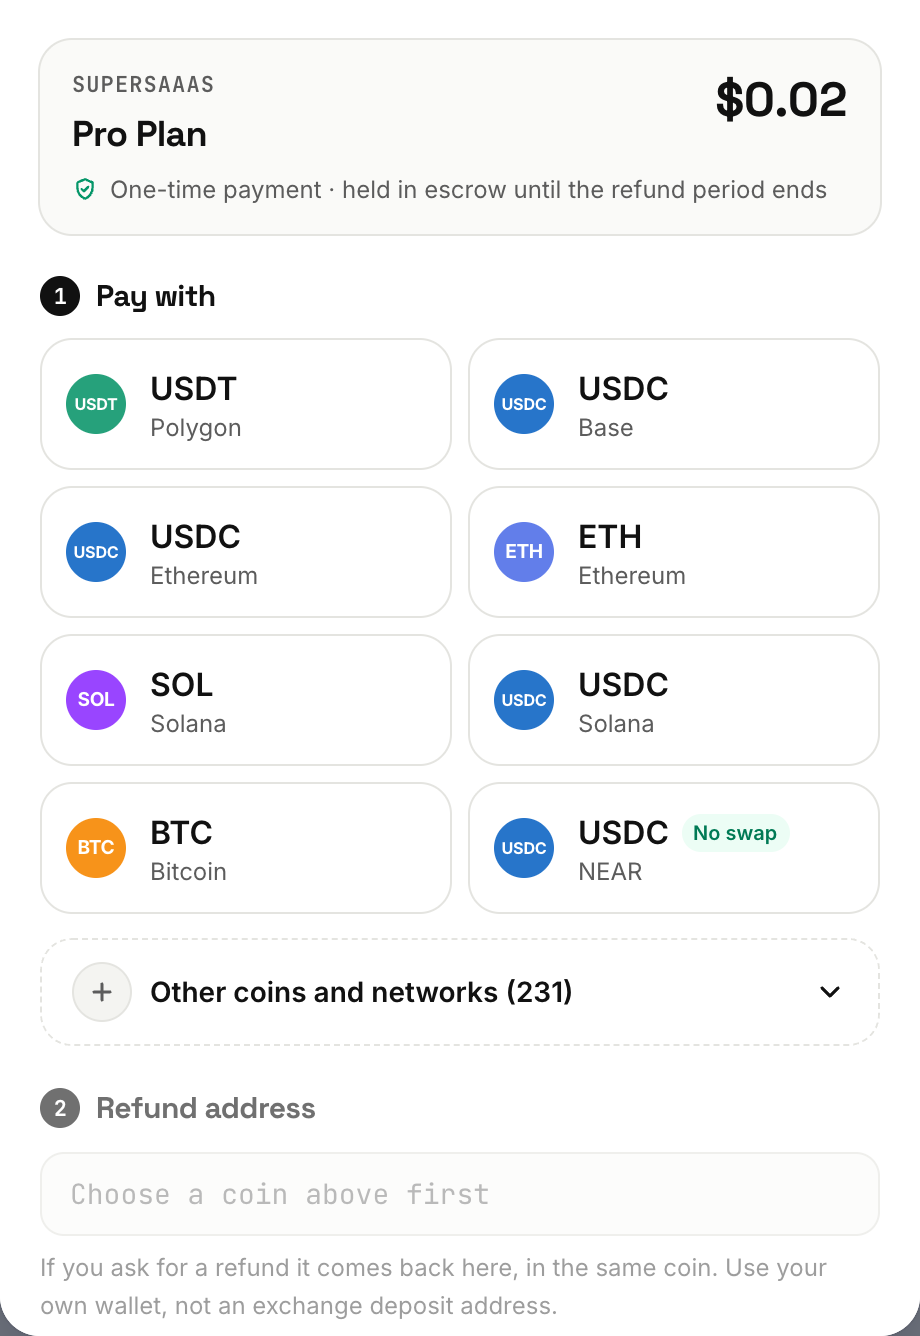 SUPERSAAAS
$0.02
Pro Plan
One-time payment · held in escrow until the refund period ends
1 Pay with
USDT USDT
Polygon
USDC USDC
Base
USDC USDC
Ethereum
ETH ETH
Ethereum
SOL SOL
Solana
USDC USDC
Solana
BTC BTC
Bitcoin
USDC USDC No swap
NEAR
+ Other coins and networks (231)
2 Refund address
Choose a coin above first
If you ask for a refund it comes back here, in the same coin. Use your
own wallet, not an exchange deposit address.